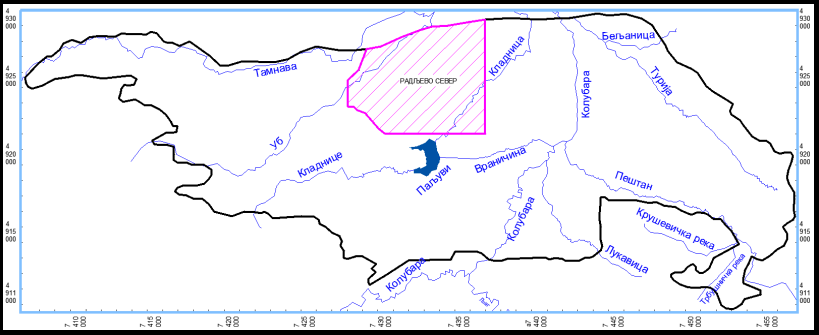 4
930
000
4
925
000
4
920
000
4
915
000
4
911
000
Бељаница
Тамнава
РАДЉЕВО СЕВЕР
Кладница
Колубара
Турија
Уб
Кладнице
Паљуви
Враничина
Пештан
Колубара
Крушевичка река
Лукавица
Трбушничка река
Колубара
7. 410
000
7. 415
000
7. 420
000
7. 425
000
7. 430
000
7. 435
000
7. 440
000
7. 445
000
7. 450
000
7. 455
000